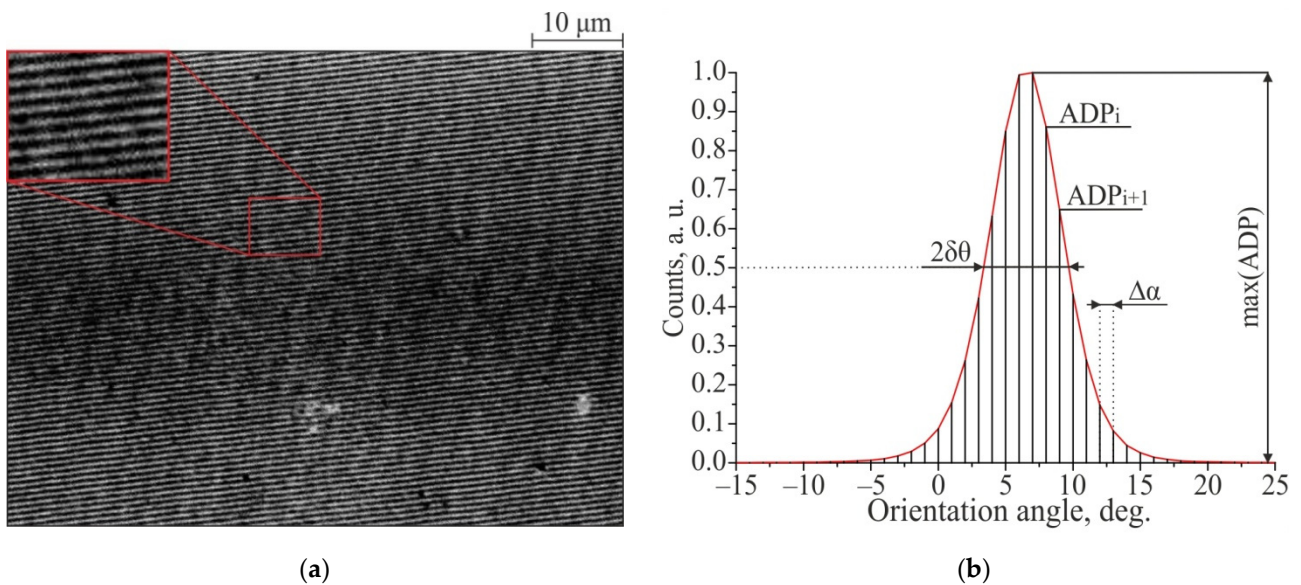 10 μm
1.0
0.9
0.8
0.7
0.6
0.5
0.4
0.3
0.2
0.1
0.0
Counts, a. u.
ADPi
ADPi+1
2δθ
Δα
max(ADP)
–15 –10 –5 0 5 10 15 20 25
Orientation angle, deg.
(a) (b)